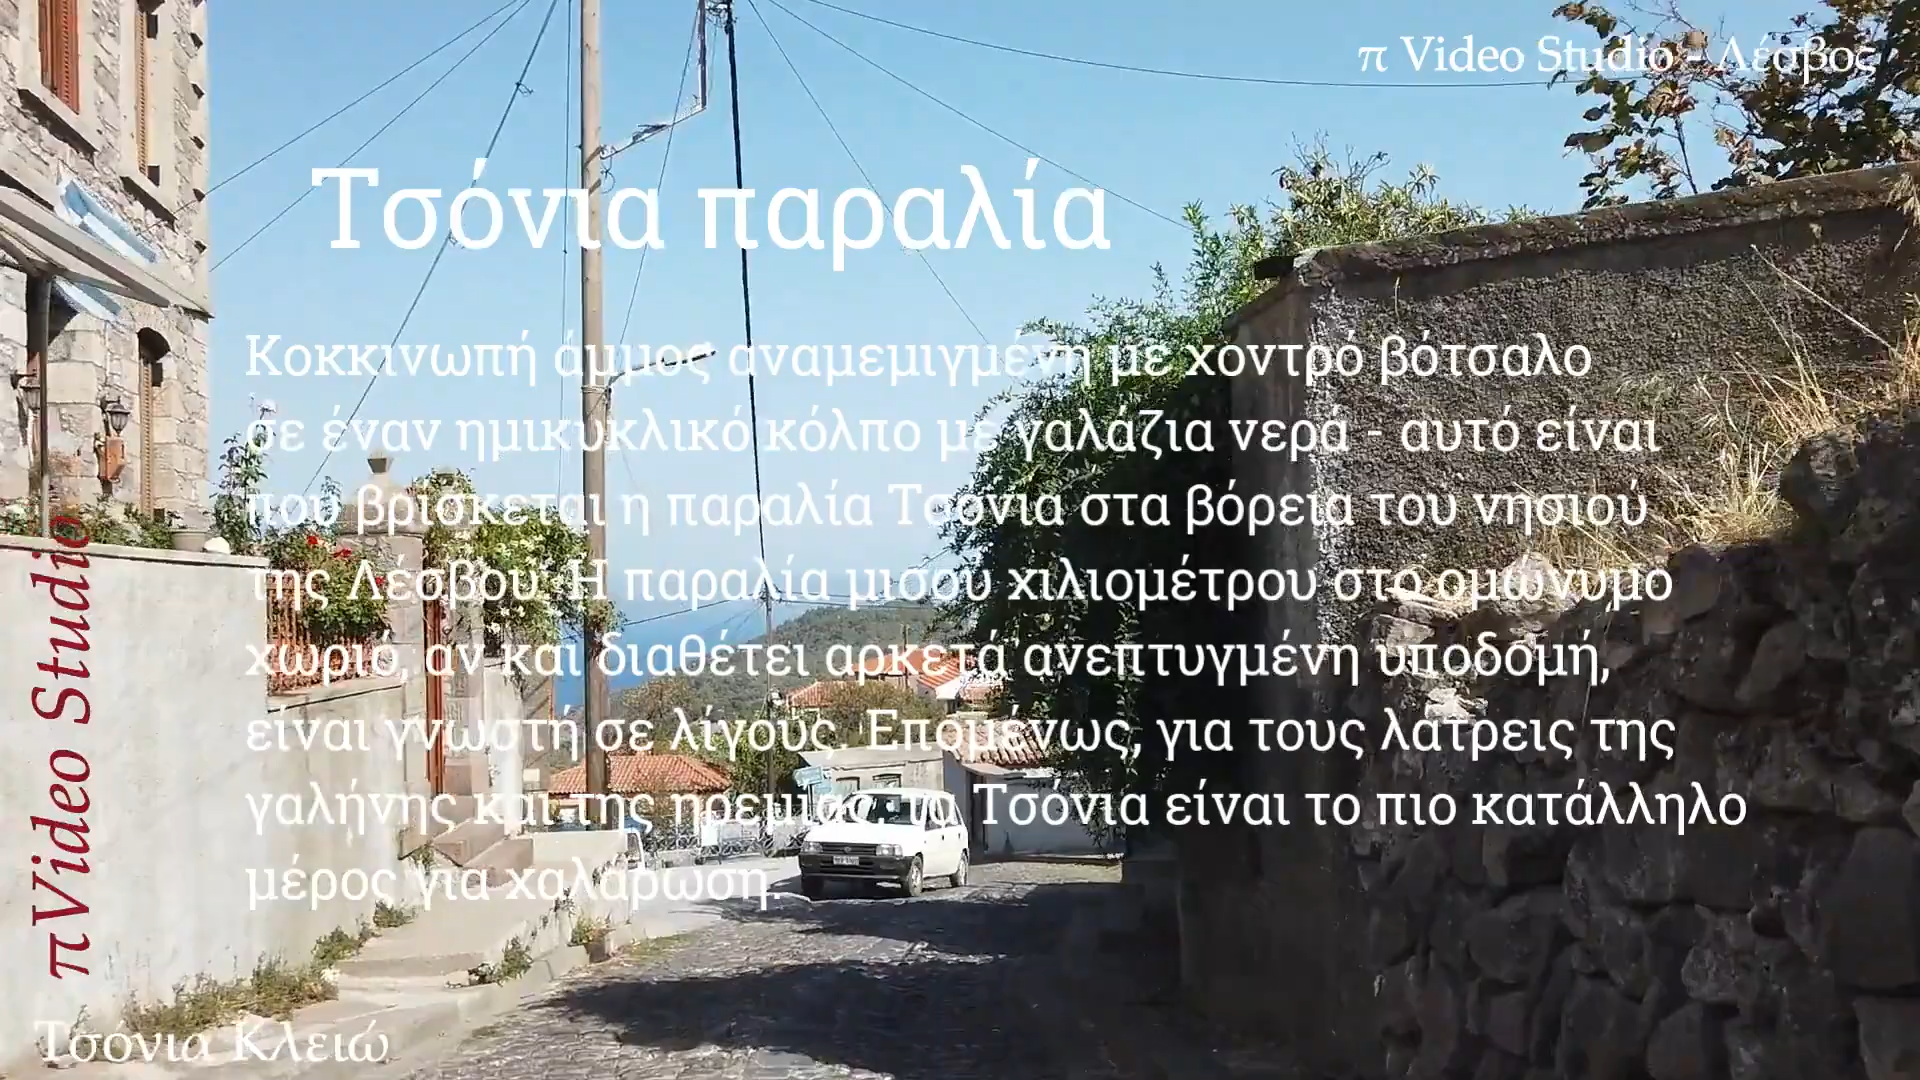 π Video Studio - Λέσβος
Τσόνια παραλία
Κοκκινωπή άμμος αναμεμιγμένη με χοντρό βότσαλο
σε έναν ημικυκλικό κόλπο με γαλάζια νερά - αυτό είναι
που βρίσκεται η παραλία Τσόνια στα βόρεια του νησιού
της Λέσβου. Η παραλία μισού χιλιομέτρου στο ομώνυμο
χωριό, αν και διαθέτει αρκετά ανεπτυγμένη υποδομή,
είναι γνωστή σε λίγους. Επομένως, για τους λάτρεις της
γαλήνης και της ηρεμίας, τα Τσόνια είναι το πιο κατάλληλο
μέρος για χαλάρωση.
πVideo Studio
Τσόνια Κλειώ